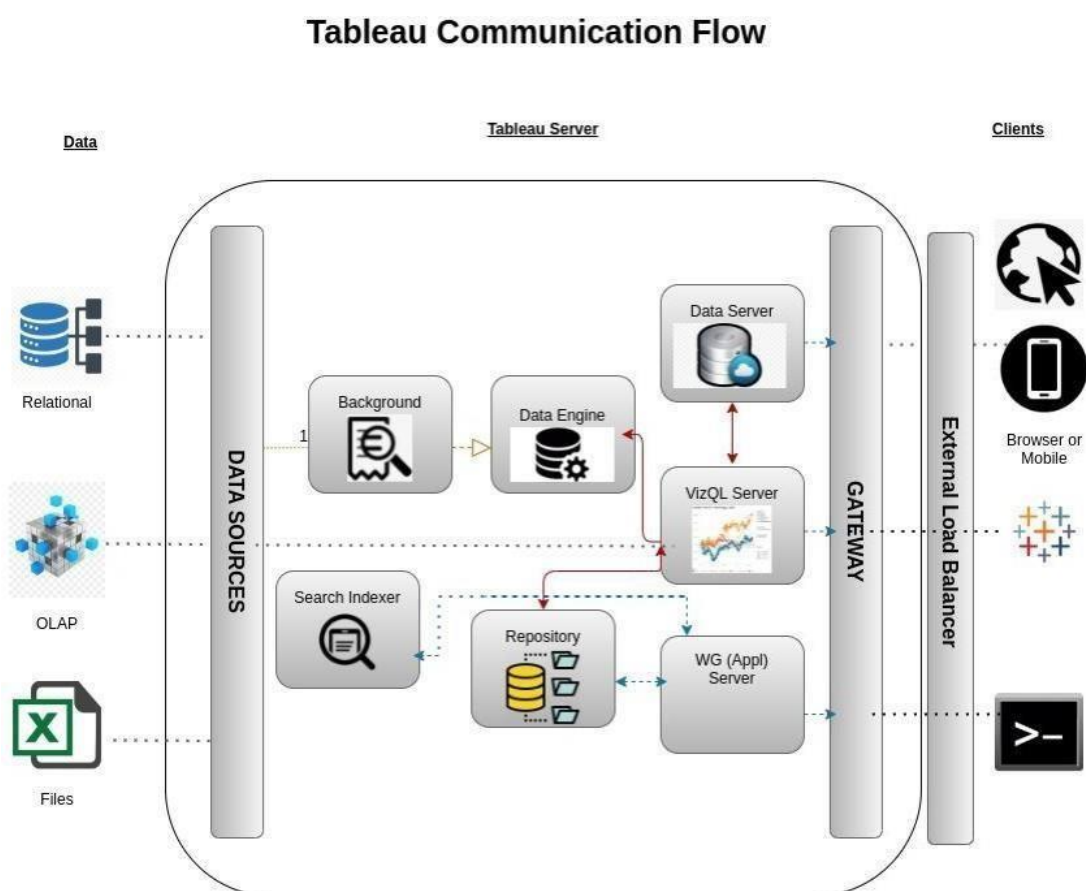 Tableau Communication Flow
Data
Tableau Server
Clients
Relational
OLAP
Files
DATA SOURCES
1
Background
Data Engine
Data Server
VizQL Server
Search Indexer
Repository
WG (Appl)
Server
GATEWAY
External Load Balancer
Browser or
Mobile
X
>–